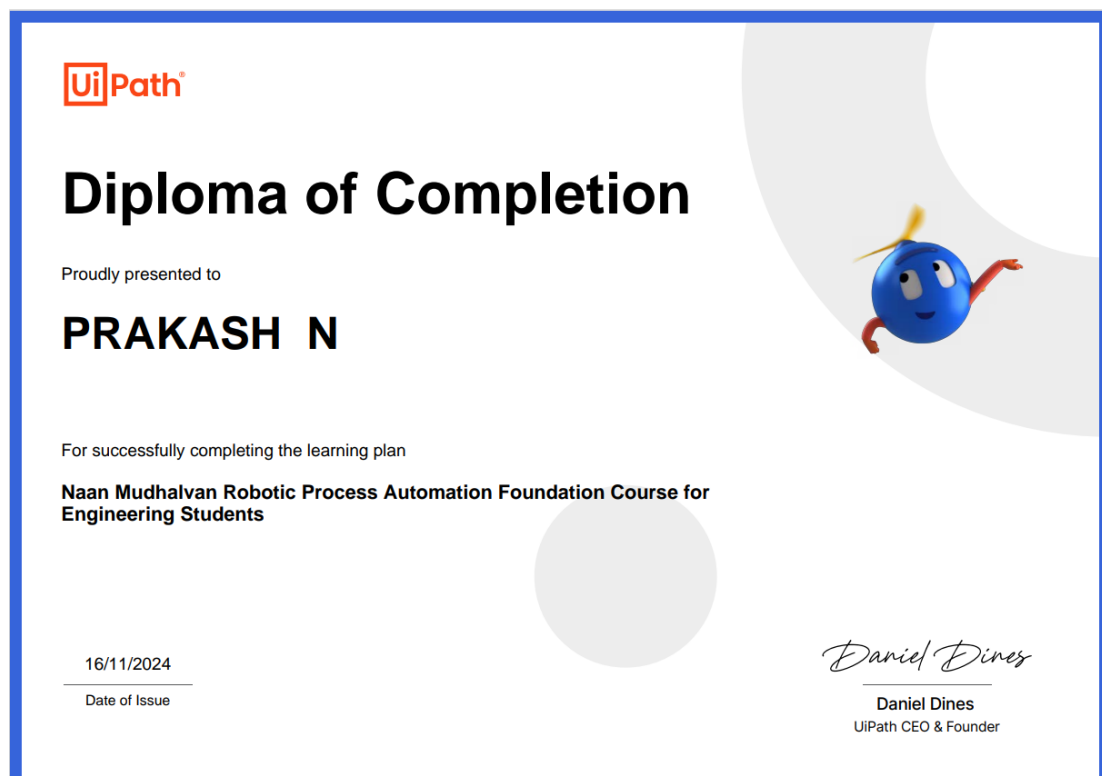 UiPath®
Diploma of Completion
Proudly presented to
PRAKASH  N
For successfully completing the learning plan
Naan Mudhalvan Robotic Process Automation Foundation Course for
Engineering Students
16/11/2024
Date of Issue
Daniel Dines
Daniel Dines
UiPath CEO & Founder